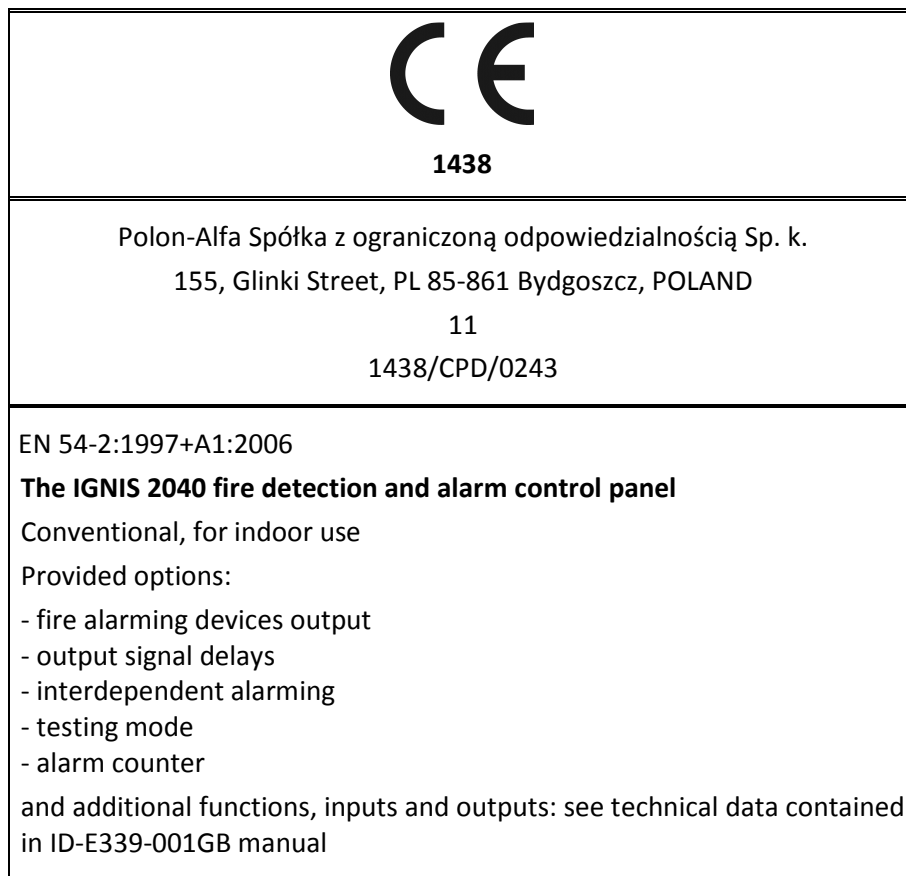 CE
1438
Polon-Alfa Spółka z ograniczoną odpowiedzialnością Sp. k.
155, Glinki Street, PL 85-861 Bydgoszcz, POLAND
11
1438/CPD/0243
EN 54-2:1997+A1:2006
The IGNIS 2040 fire detection and alarm control panel
Conventional, for indoor use
Provided options:
- fire alarming devices output
- output signal delays
- interdependent alarming
- testing mode
- alarm counter
and additional functions, inputs and outputs: see technical data contained
in ID-E339-001GB manual